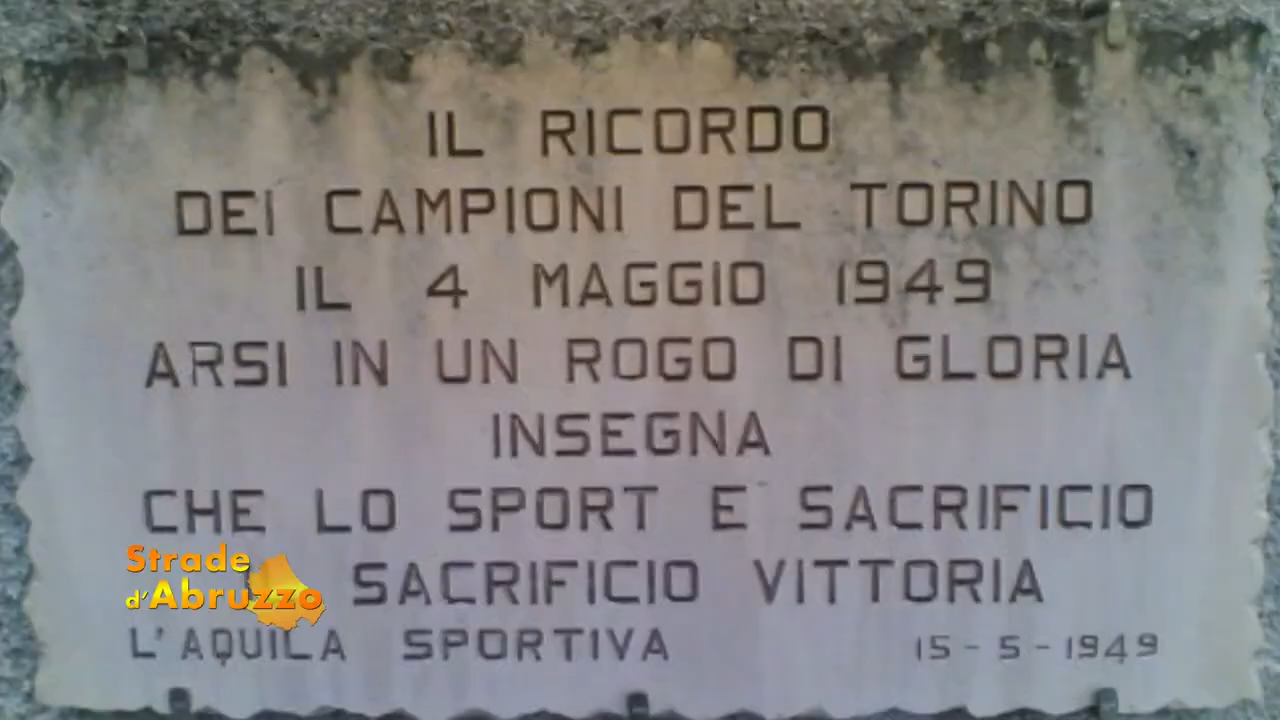 IL RICORDO
DEI CAMPIONI DEL TORINO
IL 4 MAGGIO 1949
ARSI IN UN ROGO DI GLORIA
INSEGNA
CHE LO SPORT E SACRIFICIO
SACRIFICIO VITTORIA
L'AQUILA SPORTIVA 15-5-1949
Strade
d'Abruzzo